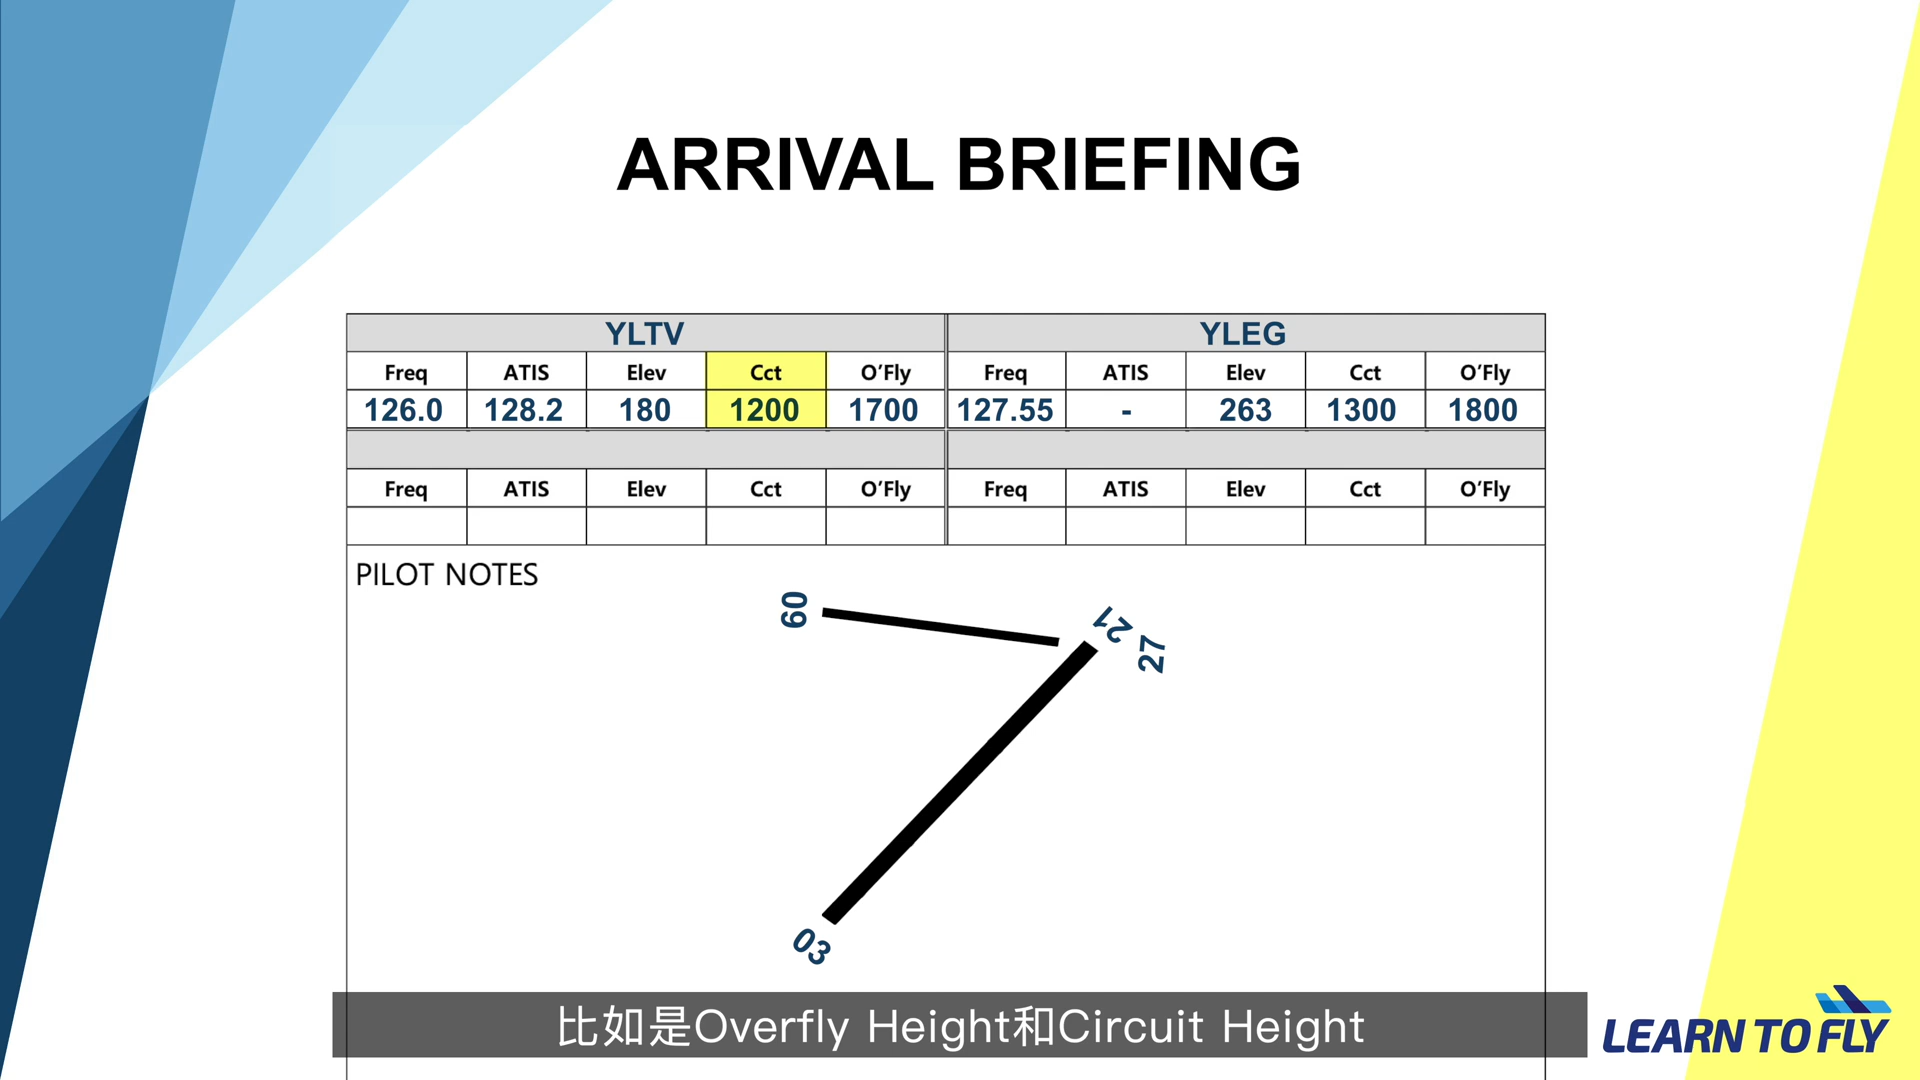 ARRIVAL BRIEFING
YLTV YLEG
Freq ATIS Elev Cct O'Fly Freq ATIS Elev Cct O'Fly
126.0 128.2 180 1200 1700 127.55 - 263 1300 1800
Freq ATIS Elev Cct O'Fly Freq ATIS Elev Cct O'Fly
PILOT NOTES
09
21
27
03
比如是Overfly Height和Circuit Height
LEARN TO FLY